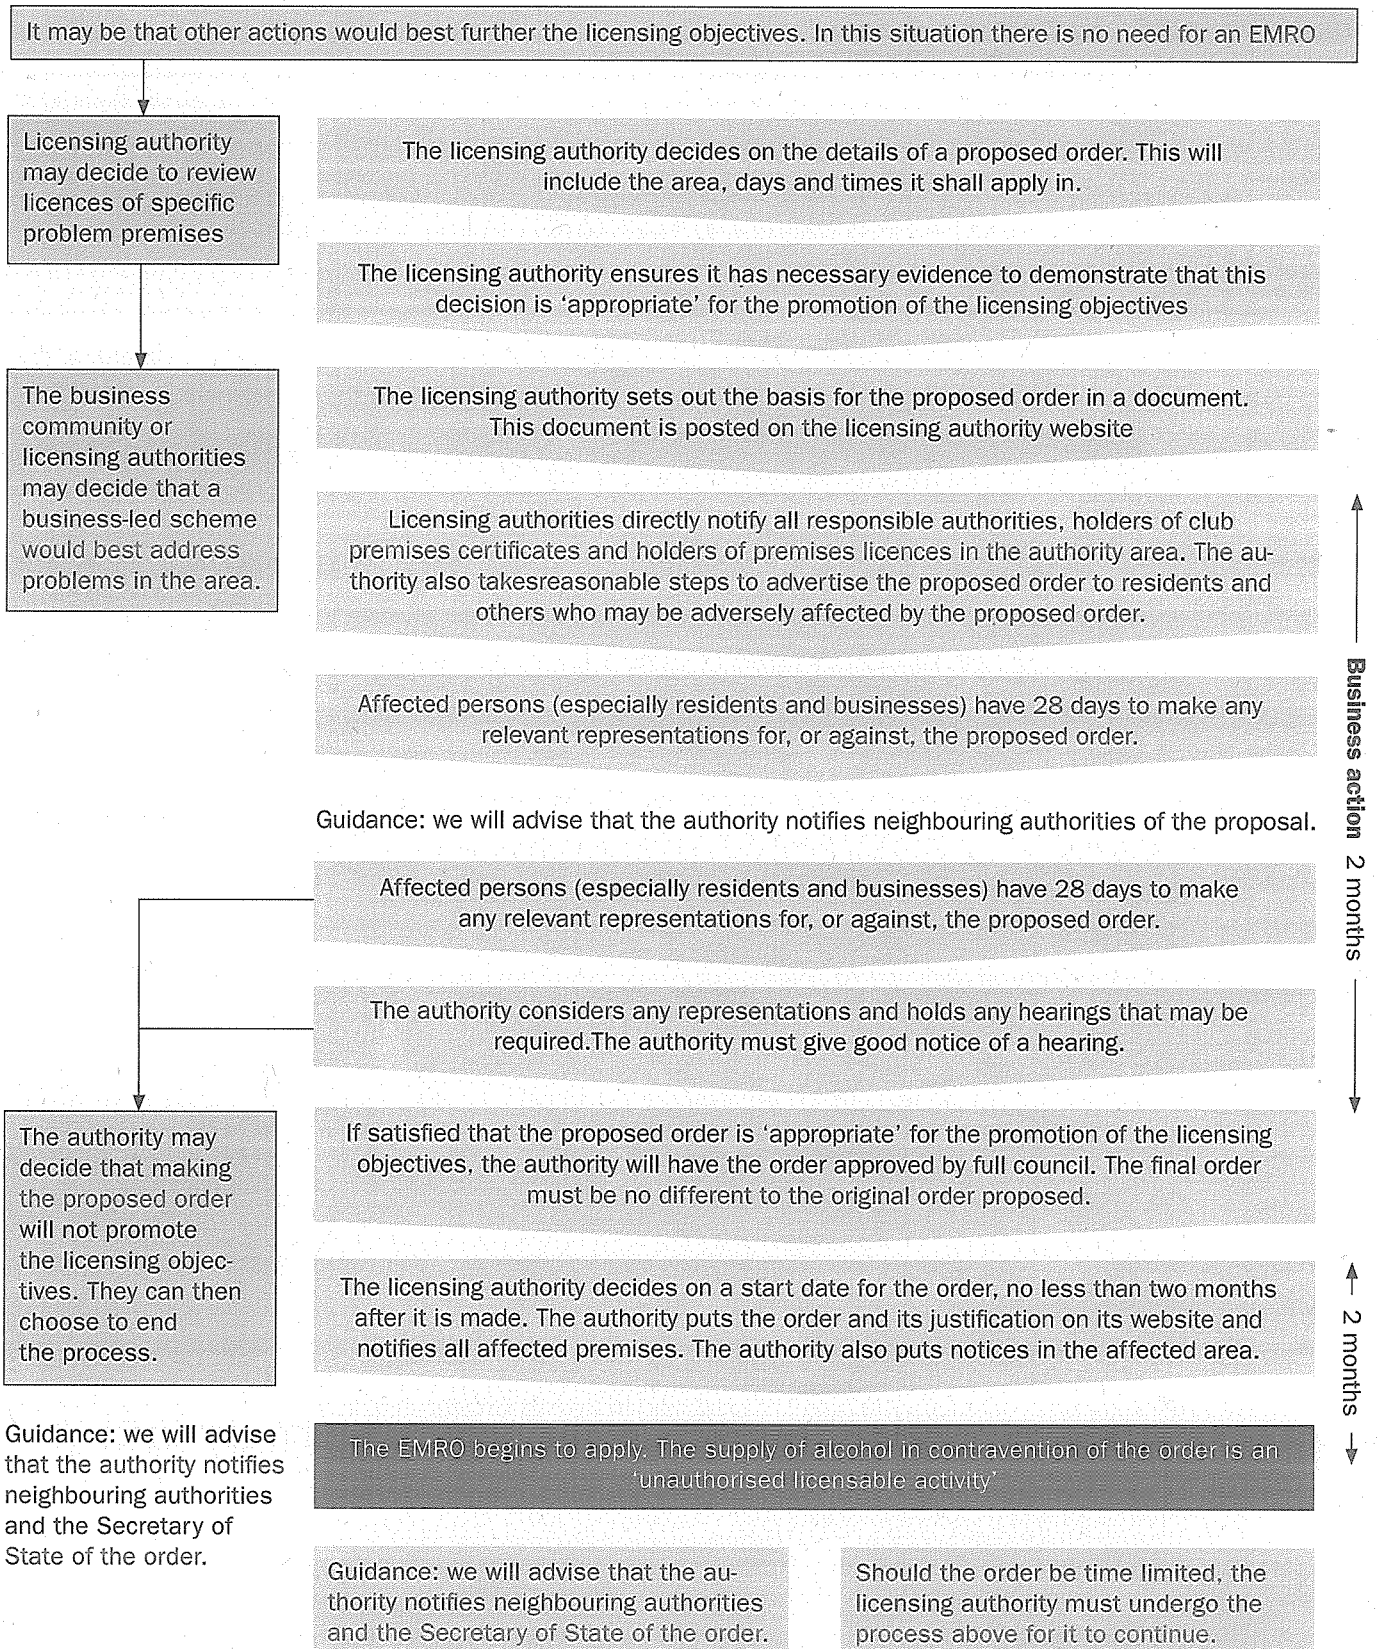 It may be that other actions would best further the licensing objectives. In this situation there is no need for an EMRO
Licensing authority
may decide to review
licences of specific
problem premises
The business
community or
licensing authorities
may decide that a
business-led scheme
would best address
problems in the area.
The licensing authority decides on the details of a proposed order. This will
include the area, days and times it shall apply in.
The licensing authority ensures it has necessary evidence to demonstrate that this
decision is ‘appropriate’ for the promotion of the licensing objectives
The licensing authority sets out the basis for the proposed order in a document.
This document is posted on the licensing authority website
Licensing authorities directly notify all responsible authorities, holders of club
premises certificates and holders of premises licences in the authority area. The au-
thority also takesreasonable steps to advertise the proposed order to residents and
others who may be adversely affected by the proposed order.
Affected persons (especially residents and businesses) have 28 days to make any
relevant representations for, or against, the proposed order.
Guidance: we will advise that the authority notifies neighbouring authorities of the proposal.
Affected persons (especially residents and businesses) have 28 days to make
any relevant representations for, or against, the proposed order.
The authority considers any representations and holds any hearings that may be
required.The authority must give good notice of a hearing.
Business action 2 months
The authority may
decide that making
the proposed order
will not promote
the licensing objec-
tives. They can then
choose to end
the process.
If satisfied that the proposed order is ‘appropriate’ for the promotion of the licensing
objectives, the authority will have the order approved by full council. The final order
must be no different to the original order proposed.
The licensing authority decides on a start date for the order, no less than two months
after it is made. The authority puts the order and its justification on its website and
notifies all affected premises. The authority also puts notices in the affected area.
2 months
Guidance: we will advise
that the authority notifies
neighbouring authorities
and the Secretary of
State of the order.
The EMRO begins to apply. The supply of alcohol in contravention of the order is an
‘unauthorised licensable activity’
Guidance: we will advise that the au-
thority notifies neighbouring authorities
and the Secretary of State of the order.
Should the order be time limited, the
licensing authority must undergo the
process above for it to continue.